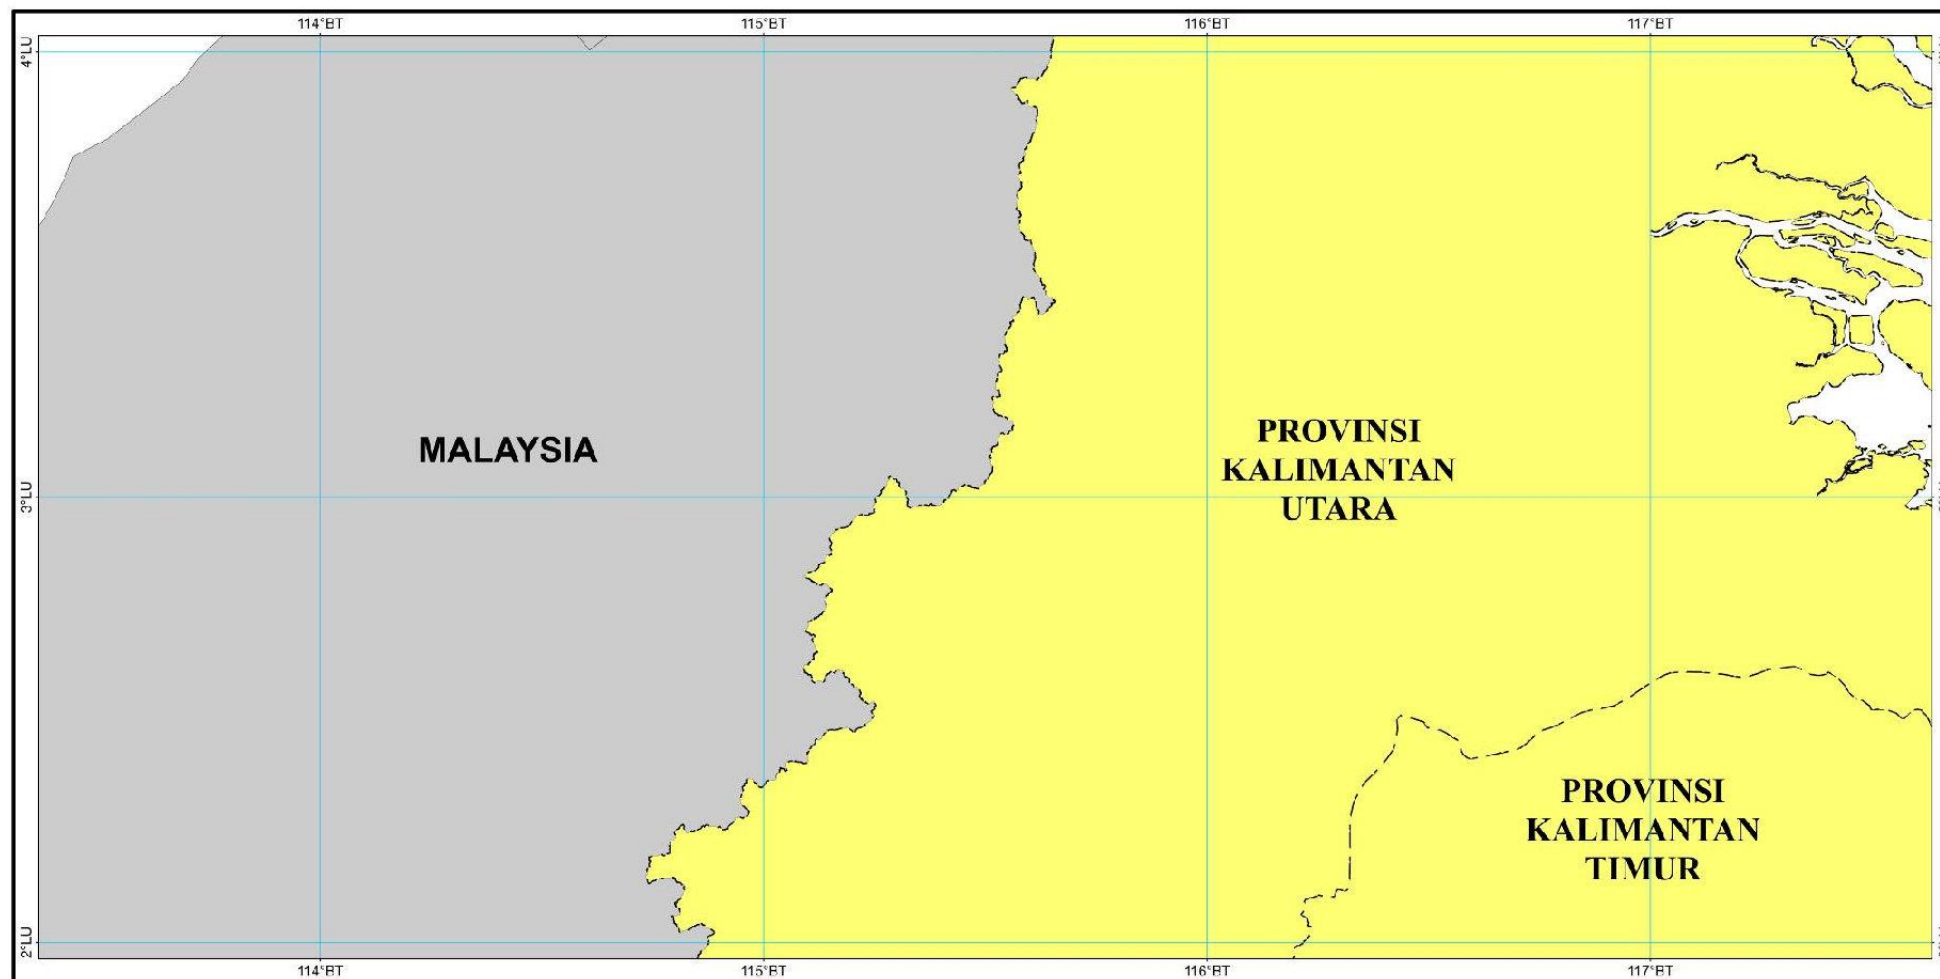 114°BT 115°BT 116°BT 117°BT
4°LU
MALAYSIA
PROVINSI
KALIMANTAN
UTARA
3°LU
PROVINSI
KALIMANTAN
TIMUR
2°LU
114°BT 115°BT 116°BT 117°BT